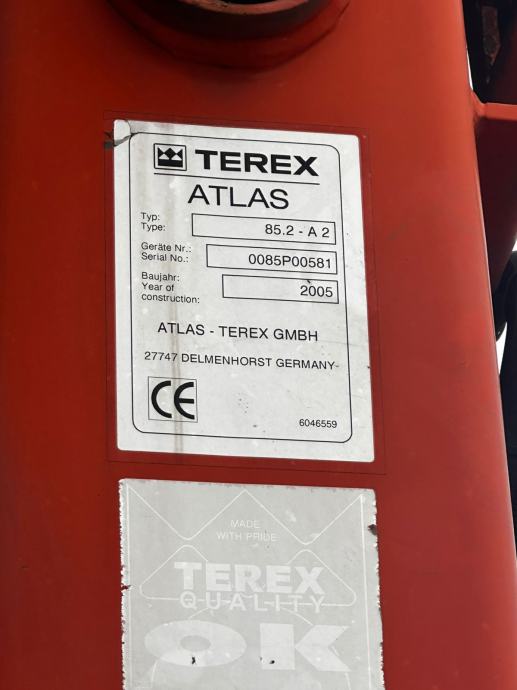 TEREX
ATLAS
Typ:
Type: 85.2 - A 2
Geräte Nr.:
Serial No.: 0085P00581
Baujahr:
Year of
construction: 2005
ATLAS - TEREX GMBH
27747 DELMENHORST GERMANY
CE
6046559
MADE
WITH PRIDE
TEREX
QUALITY
OK